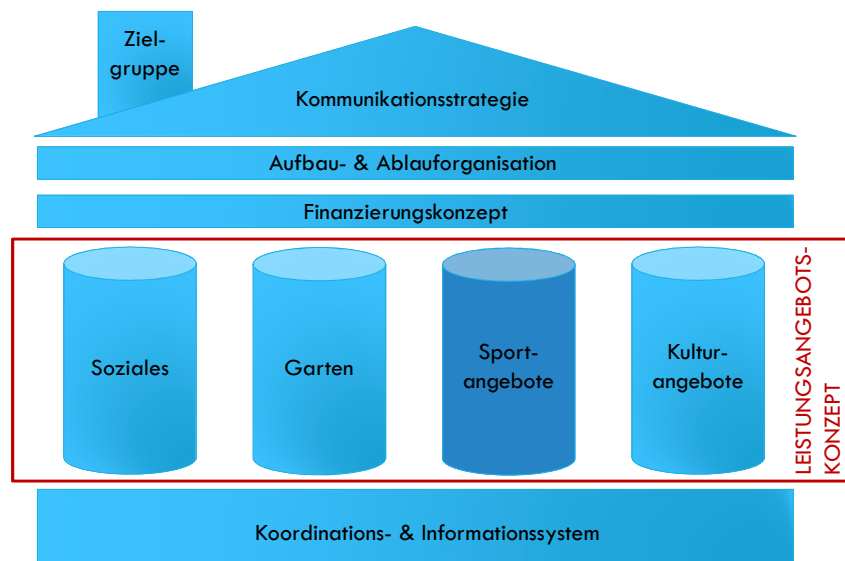 Ziel-
gruppe
Kommunikationsstrategie
Aufbau- & Ablauforganisation
Finanzierungskonzept
Soziales
Garten
Sport-
angebote
Kultur-
angebote
LEISTUNGSANGEBOTS-
KONZEPT
Koordinations- & Informationssystem